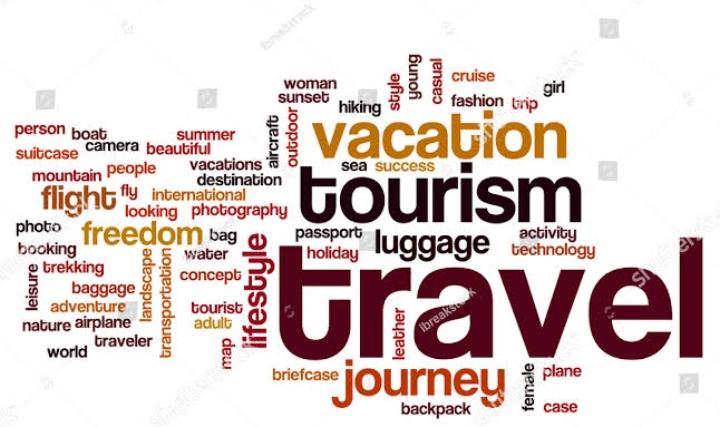 woman
sunset
hiking
style
young
casual
cruise
fashion
trip
girl
person
boat
camera
summer
beautiful
aircraft
outdoor
vacation
suitcase
mountain
people
vacations
destination
sea
success
flight
fly
international
looking
photography
tourism
photo
freedom
bag
passport
luggage
activity
technology
booking
water
holiday
leisure
trekking
landscape
transportation
concept
lifestyle
travel
baggage
adventure
tourist
adult
nature
airplane
traveler
map
leather
world
briefcase
journey
female
plane
backpack
case
lbreakstock
lbreakstock
shutterstock